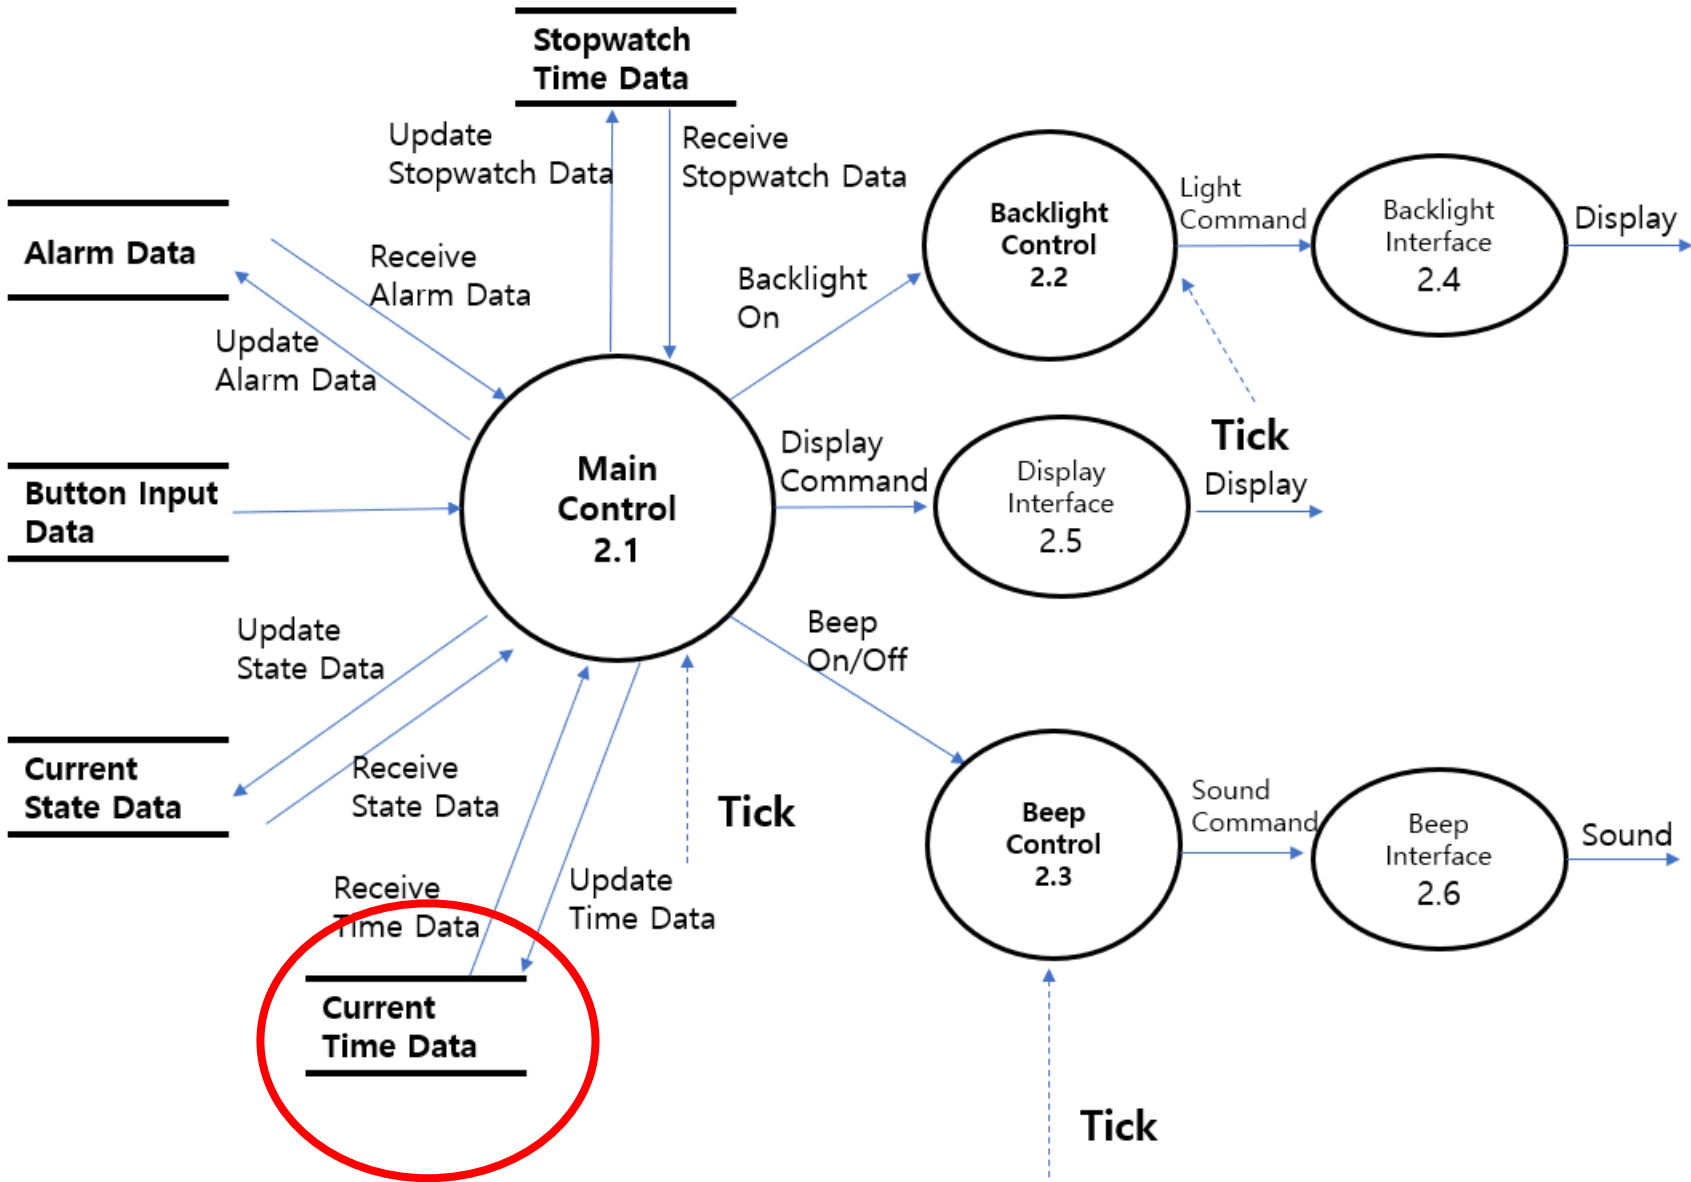 Stopwatch
Time Data
Update
Stopwatch Data
Receive
Stopwatch Data
Alarm Data
Receive
Alarm Data
Update
Alarm Data
Backlight
On
Backlight
Control
2.2
Light
Command
Backlight
Interface
2.4
Display
Tick
Button Input
Data
Main
Control
2.1
Display
Command
Display
Interface
2.5
Display
Update
State Data
Beep
On/Off
Current
State Data
Receive
State Data
Tick
Beep
Control
2.3
Sound
Command
Beep
Interface
2.6
Sound
Receive
Time Data
Update
Time Data
Current
Time Data
Tick